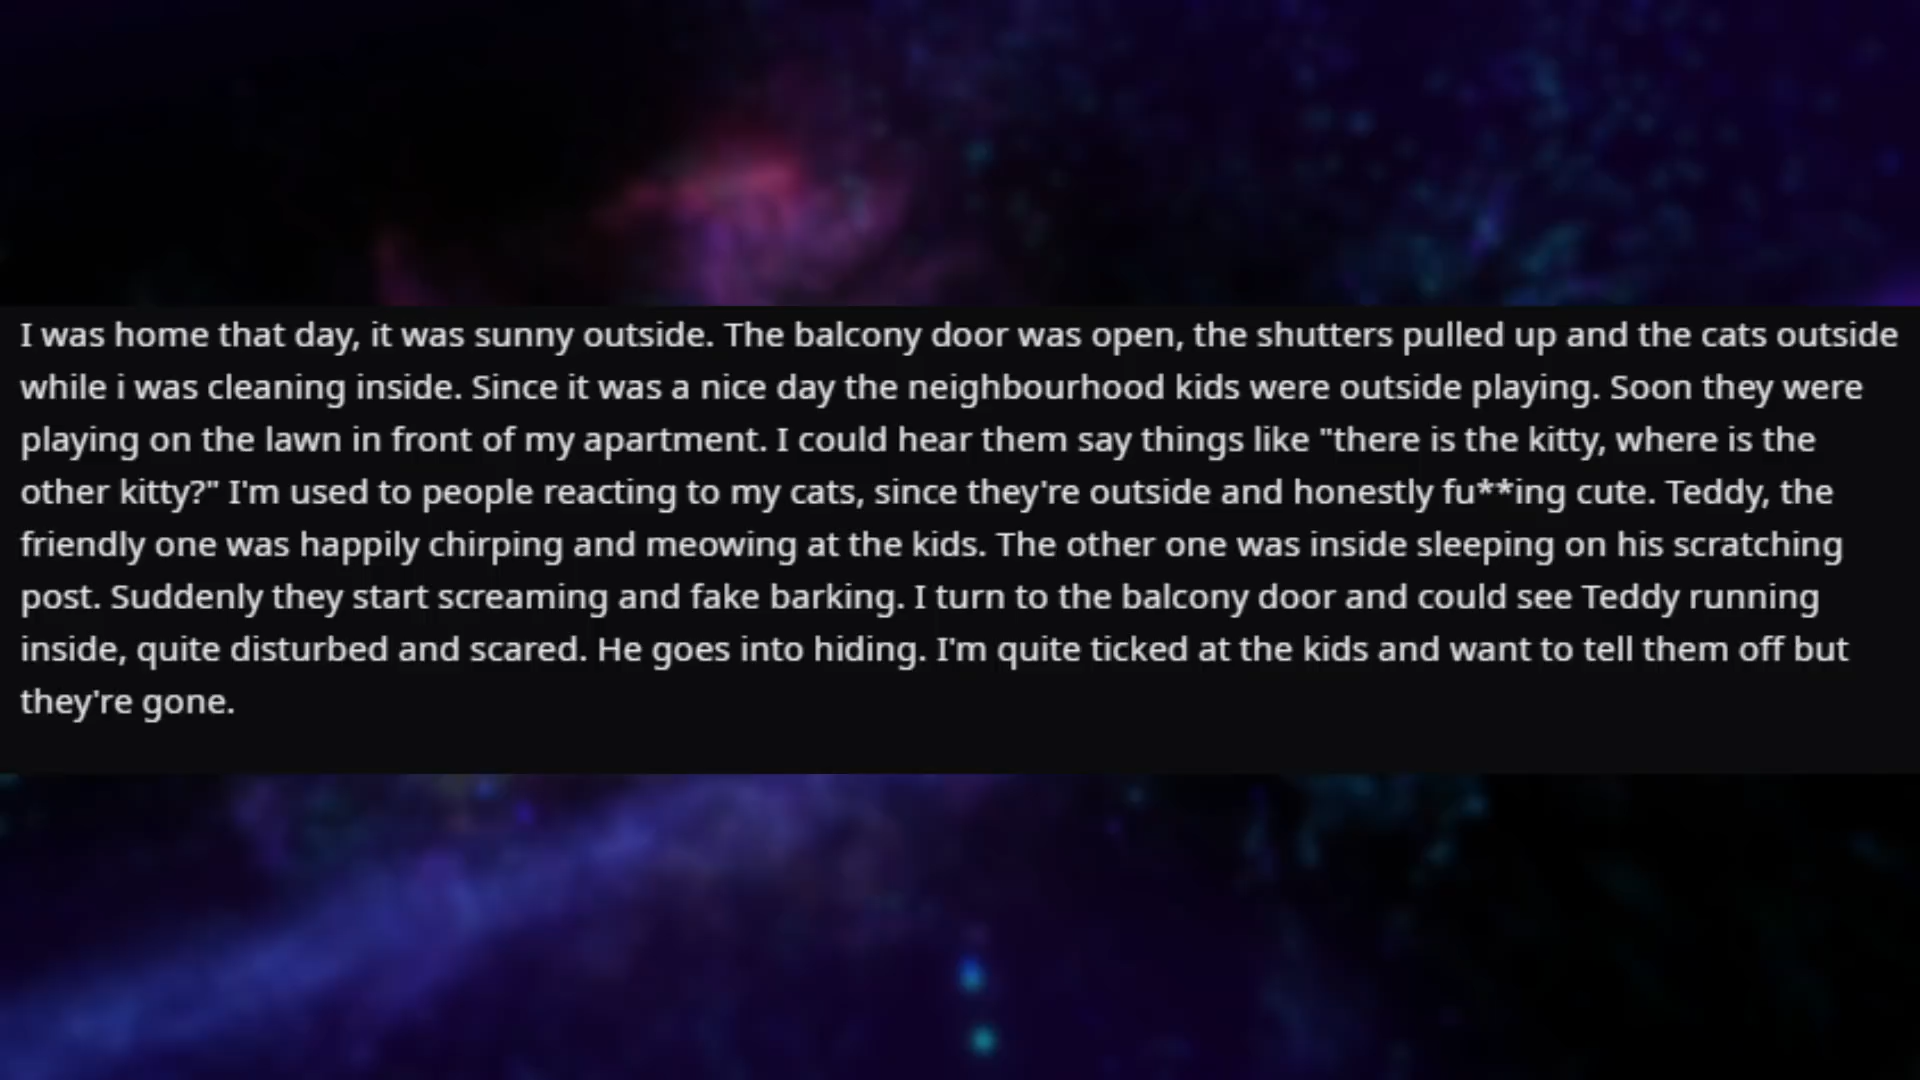 I was home that day, it was sunny outside. The balcony door was open, the shutters pulled up and the cats outside
while i was cleaning inside. Since it was a nice day the neighbourhood kids were outside playing. Soon they were
playing on the lawn in front of my apartment. I could hear them say things like "there is the kitty, where is the
other kitty?" I'm used to people reacting to my cats, since they're outside and honestly fu**ing cute. Teddy, the
friendly one was happily chirping and meowing at the kids. The other one was inside sleeping on his scratching
post. Suddenly they start screaming and fake barking. I turn to the balcony door and could see Teddy running
inside, quite disturbed and scared. He goes into hiding. I'm quite ticked at the kids and want to tell them off but
they're gone.